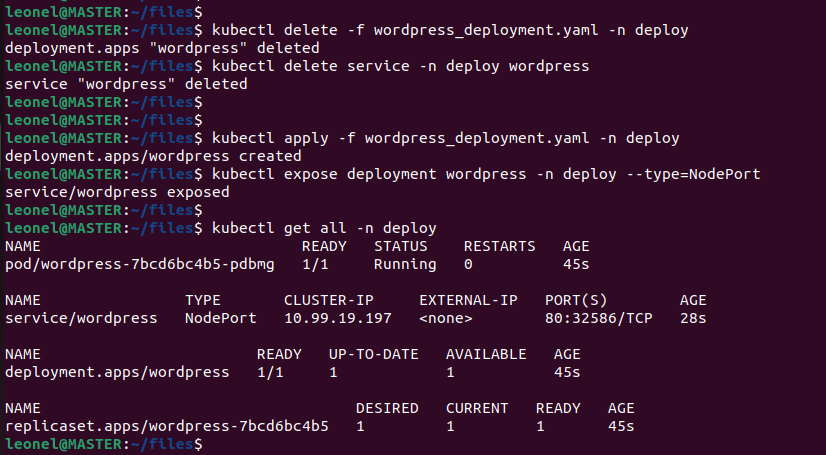 leonel@MASTER:~/files$
leonel@MASTER:~/files$ kubectl delete -f wordpress_deployment.yaml -n deploy
deployment.apps "wordpress" deleted
leonel@MASTER:~/files$ kubectl delete service -n deploy wordpress
service "wordpress" deleted
leonel@MASTER:~/files$
leonel@MASTER:~/files$
leonel@MASTER:~/files$ kubectl apply -f wordpress_deployment.yaml -n deploy
deployment.apps/wordpress created
leonel@MASTER:~/files$ kubectl expose deployment wordpress -n deploy --type=NodePort
service/wordpress exposed
leonel@MASTER:~/files$
leonel@MASTER:~/files$ kubectl get all -n deploy
NAME READY STATUS RESTARTS AGE
pod/wordpress-7bcd6bc4b5-pdbmg 1/1 Running 0 45s
NAME TYPE CLUSTER-IP EXTERNAL-IP PORT(S) AGE
service/wordpress NodePort 10.99.19.197 <none> 80:32586/TCP 28s
NAME READY UP-TO-DATE AVAILABLE AGE
deployment.apps/wordpress 1/1 1 1 45s
NAME DESIRED CURRENT READY AGE
replicaset.apps/wordpress-7bcd6bc4b5 1 1 1 45s
leonel@MASTER:~/files$